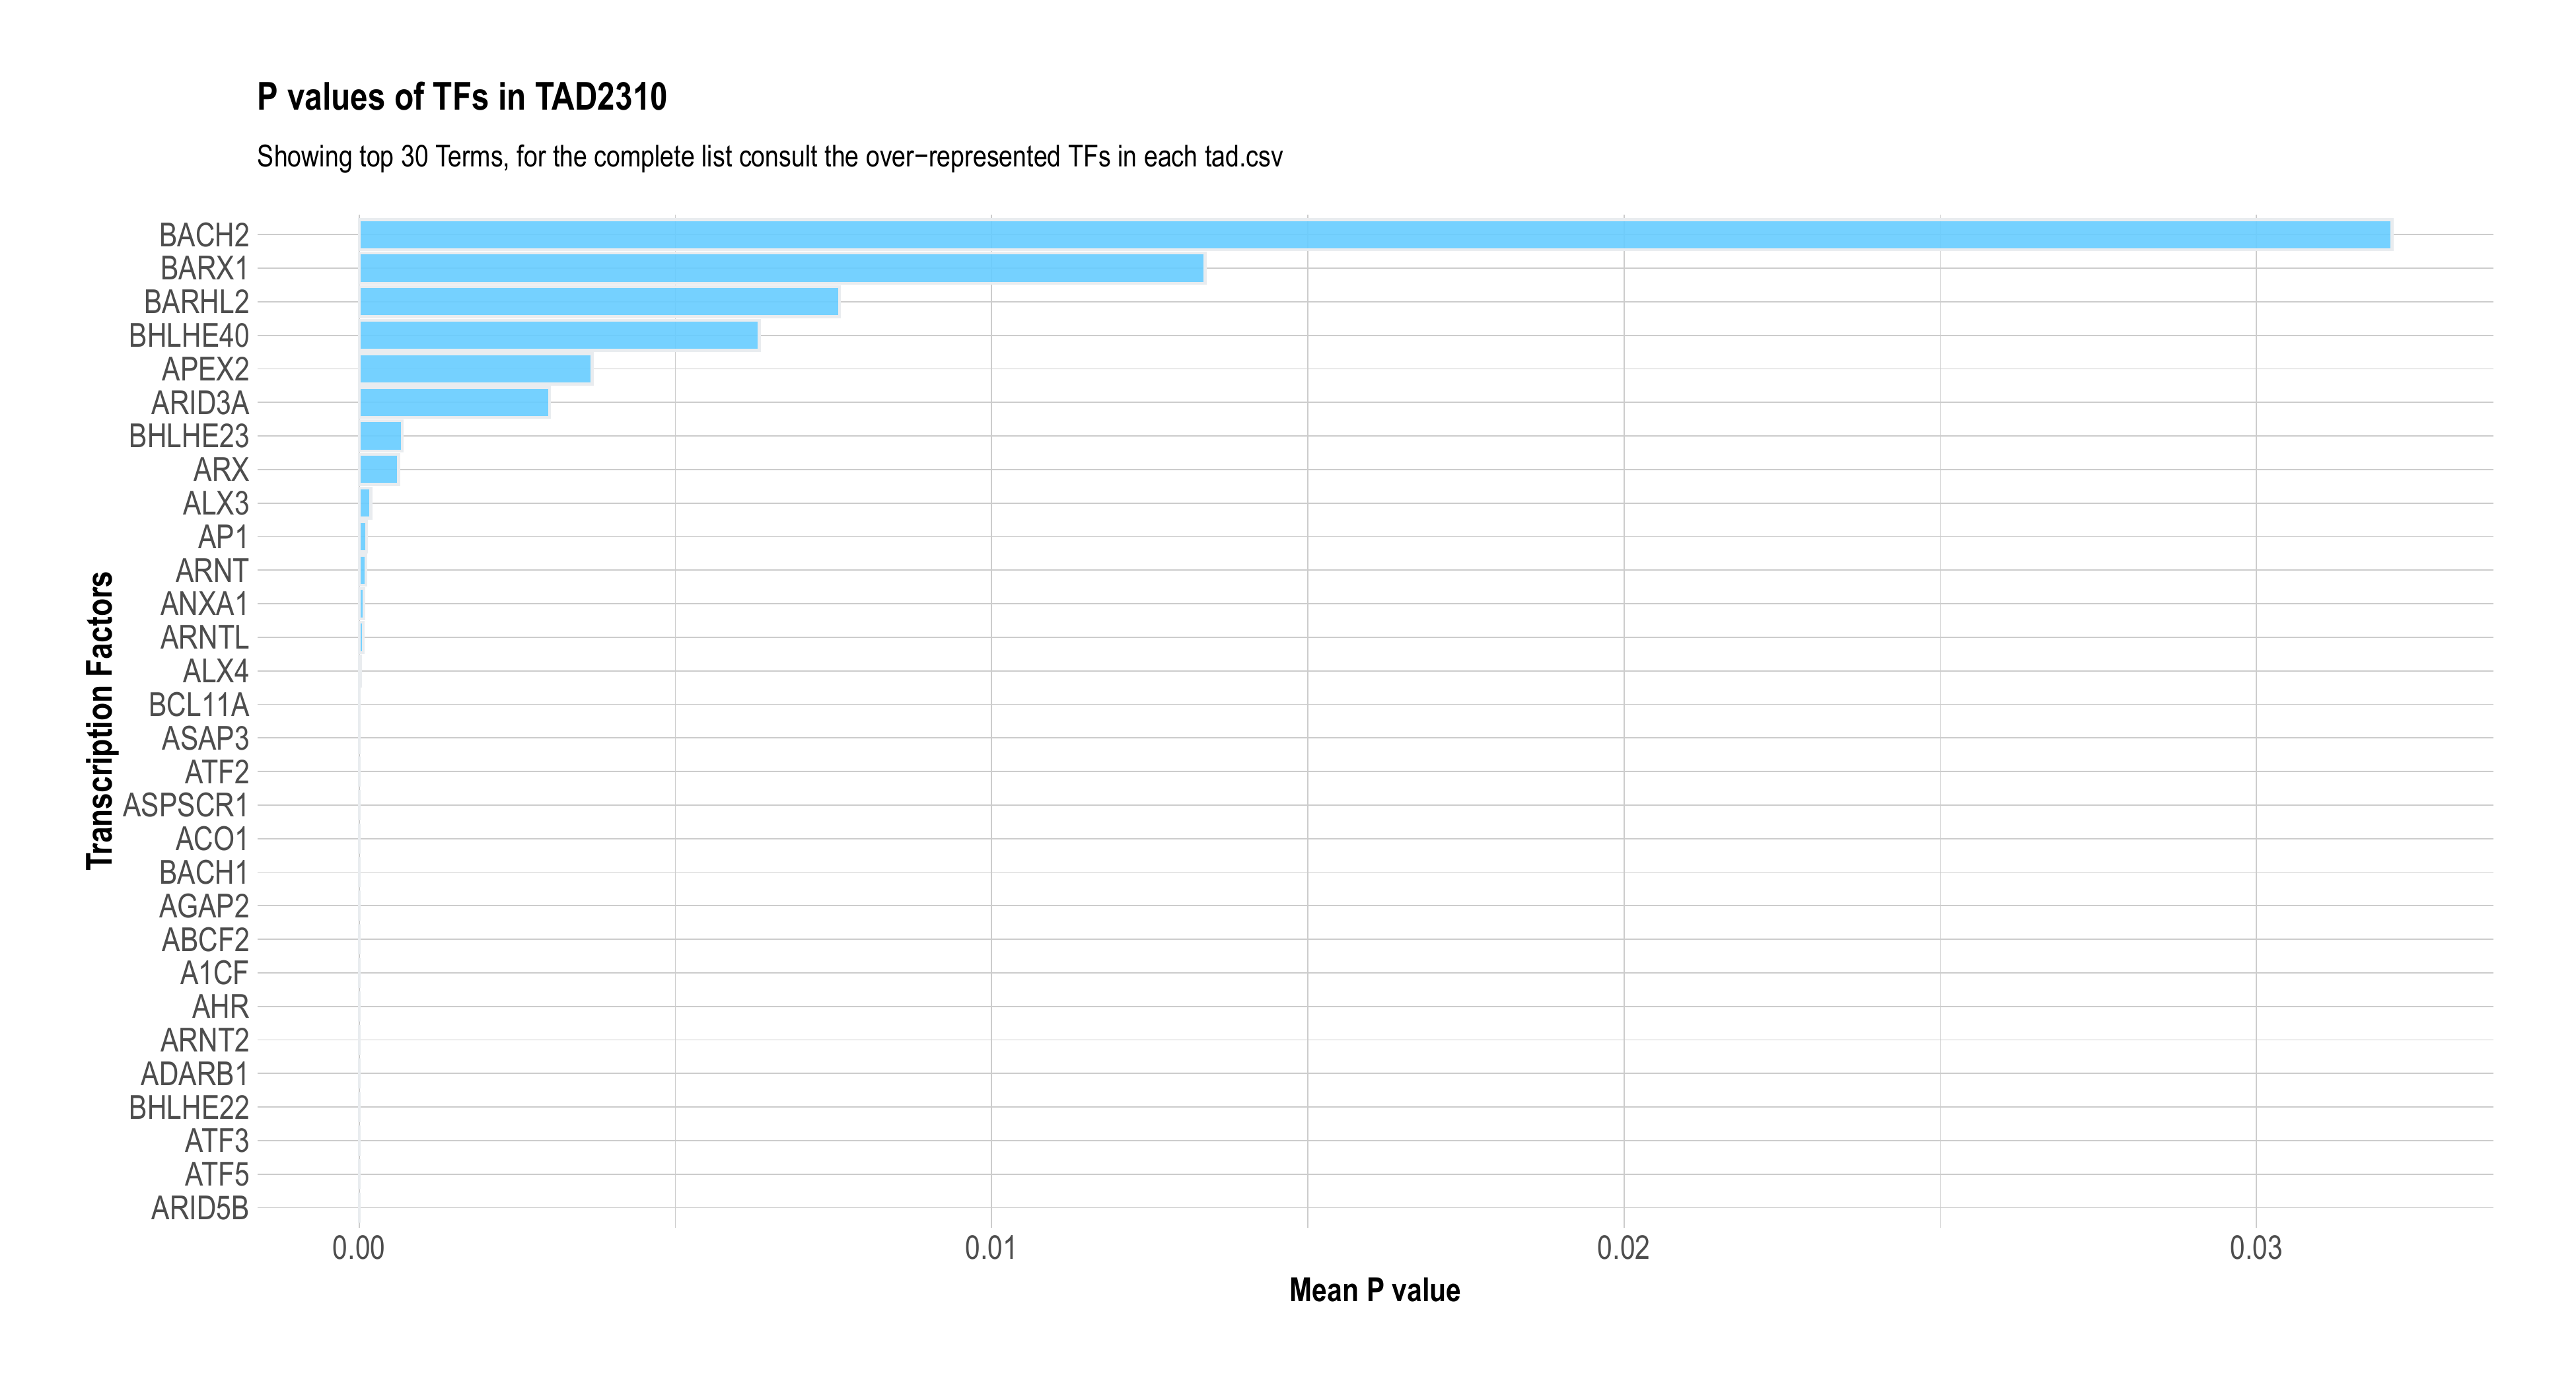 P values of TFs in TAD2310
Showing top 30 Terms, for the complete list consult the over−represented TFs in each tad.csv
Transcription Factors
BACH2
BARX1
BARHL2
BHLHE40
APEX2
ARID3A
BHLHE23
ARX
ALX3
AP1
ARNT
ANXA1
ARNTL
ALX4
BCL11A
ASAP3
ATF2
ASPSCR1
ACO1
BACH1
AGAP2
ABCF2
A1CF
AHR
ARNT2
ADARB1
BHLHE22
ATF3
ATF5
ARID5B
0.00 0.01 0.02 0.03
Mean P value